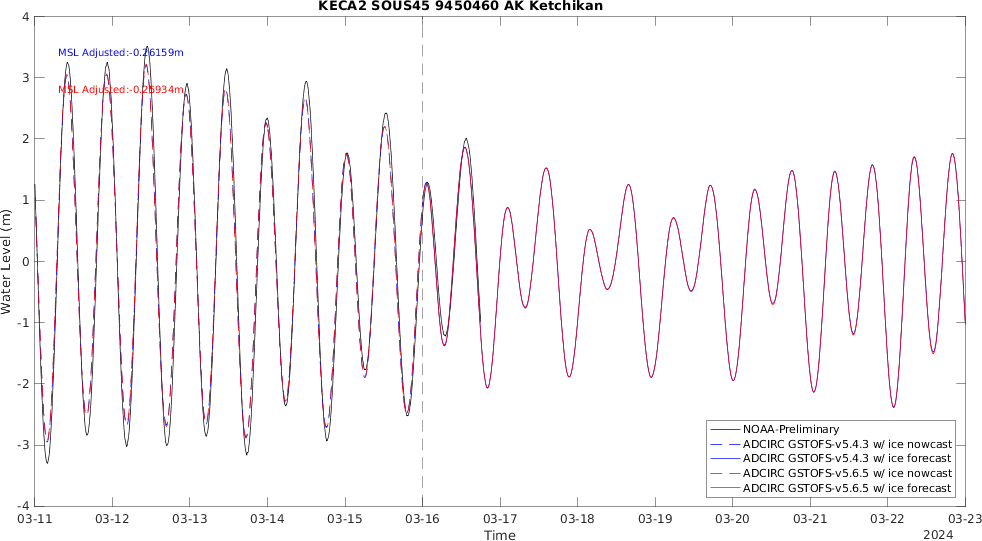 KECA2 SOUS45 9450460 AK Ketchikan
MSL Adjusted:-0.26159m
MSL Adjusted:-0.25934m
Water Level (m)
4
3
2
1
0
-1
-2
-3
-4
NOAA-Preliminary
ADCIRC GSTOFS-v5.4.3 w/ ice nowcast
ADCIRC GSTOFS-v5.4.3 w/ ice forecast
ADCIRC GSTOFS-v5.6.5 w/ ice nowcast
ADCIRC GSTOFS-v5.6.5 w/ ice forecast
03-11 03-12 03-13 03-14 03-15 03-16 03-17 03-18 03-19 03-20 03-21 03-22 03-23
Time
2024